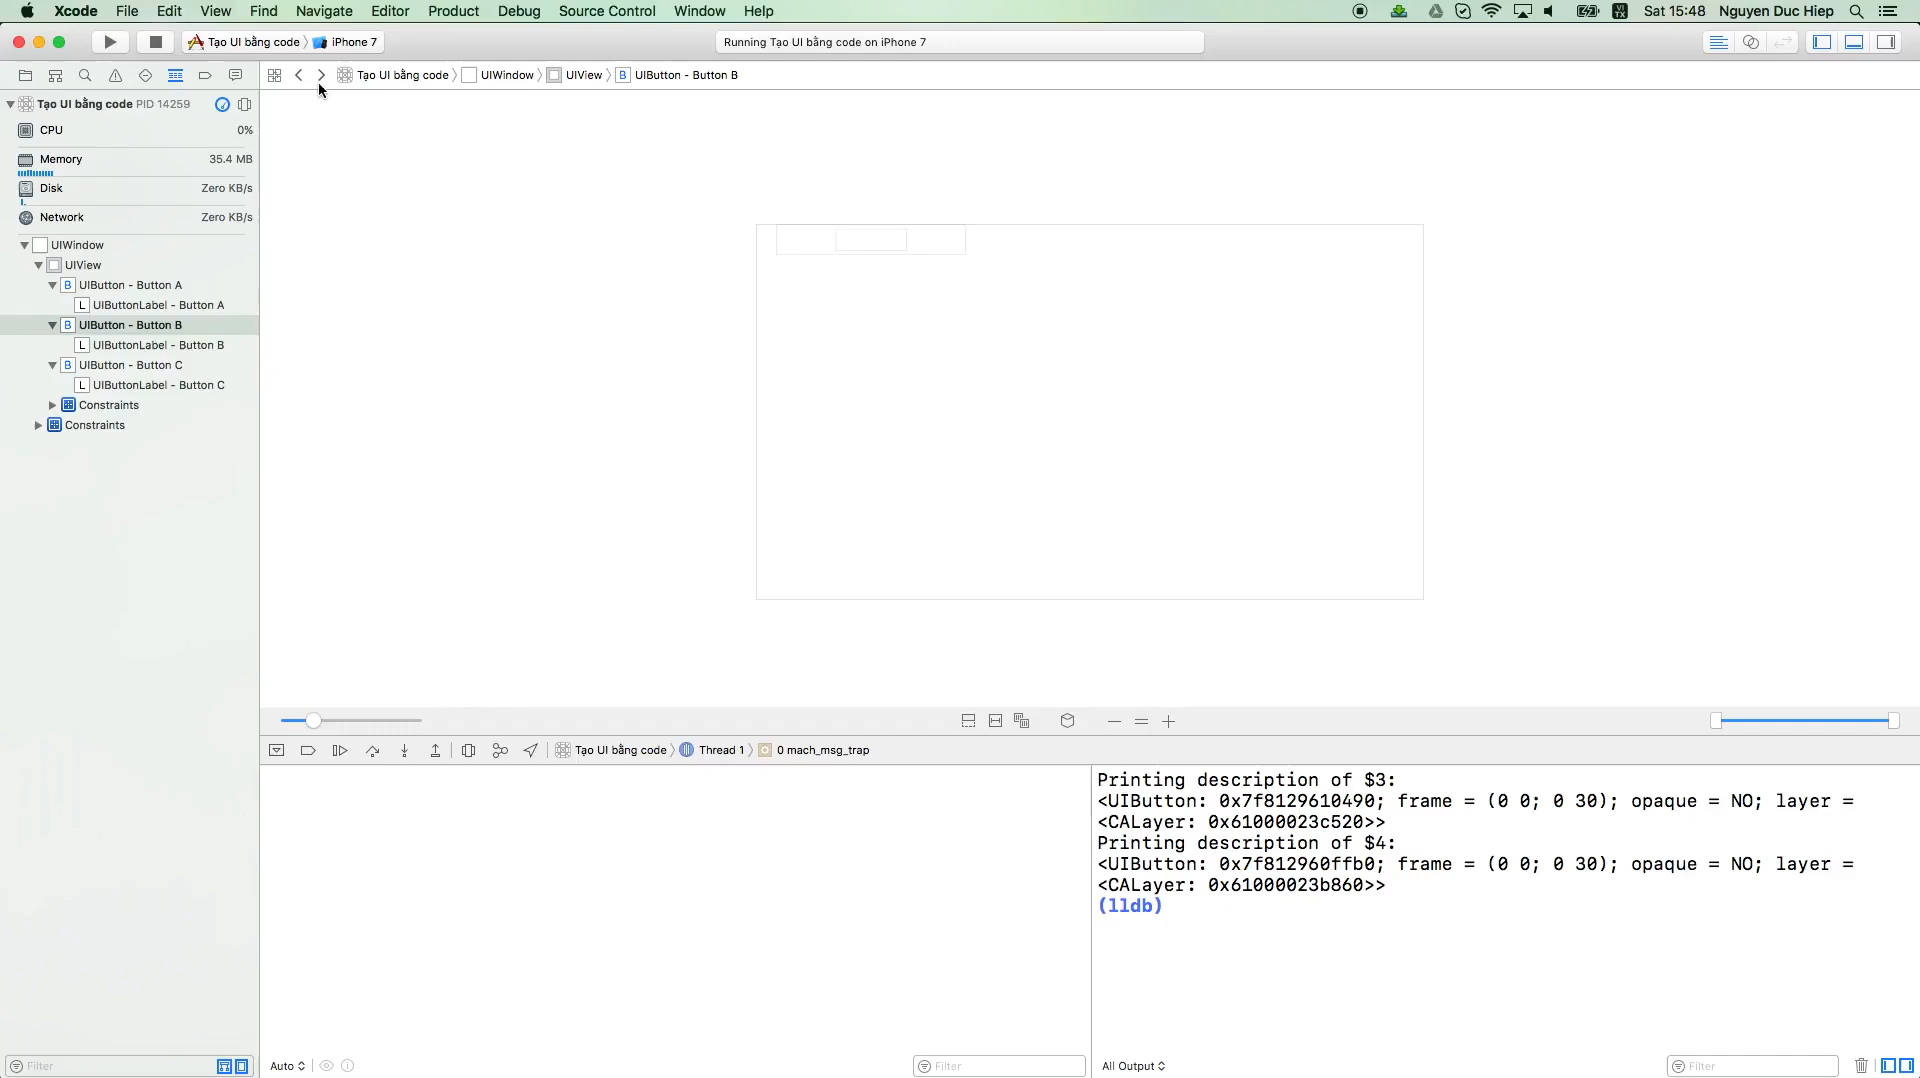 Xcode File Edit View Find Navigate Editor Product Debug Source Control Window Help
VI TX Sat 15:48 Nguyen Duc Hiep
Tạo UI bằng code iPhone 7
Running Tạo UI bằng code on iPhone 7
Tạo UI bằng code UIWindow UIView B UIButton - Button B
Tạo UI bằng code PID 14259
CPU 0%
Memory 35.4 MB
Disk Zero KB/s
Network Zero KB/s
UIWindow
UIView
B UIButton - Button A
L UIButtonLabel - Button A
B UIButton - Button B
L UIButtonLabel - Button B
B UIButton - Button C
L UIButtonLabel - Button C
Constraints
Constraints
Tạo UI bằng code Thread 1 0 mach_msg_trap
Printing description of $3:
<UIButton: 0x7f8129610490; frame = (0 0; 0 30); opaque = NO; layer =
<CALayer: 0x61000023c520>>
Printing description of $4:
<UIButton: 0x7f812960ffb0; frame = (0 0; 0 30); opaque = NO; layer =
<CALayer: 0x61000023b860>>
(lldb)
Filter
Auto
Filter
All Output
Filter